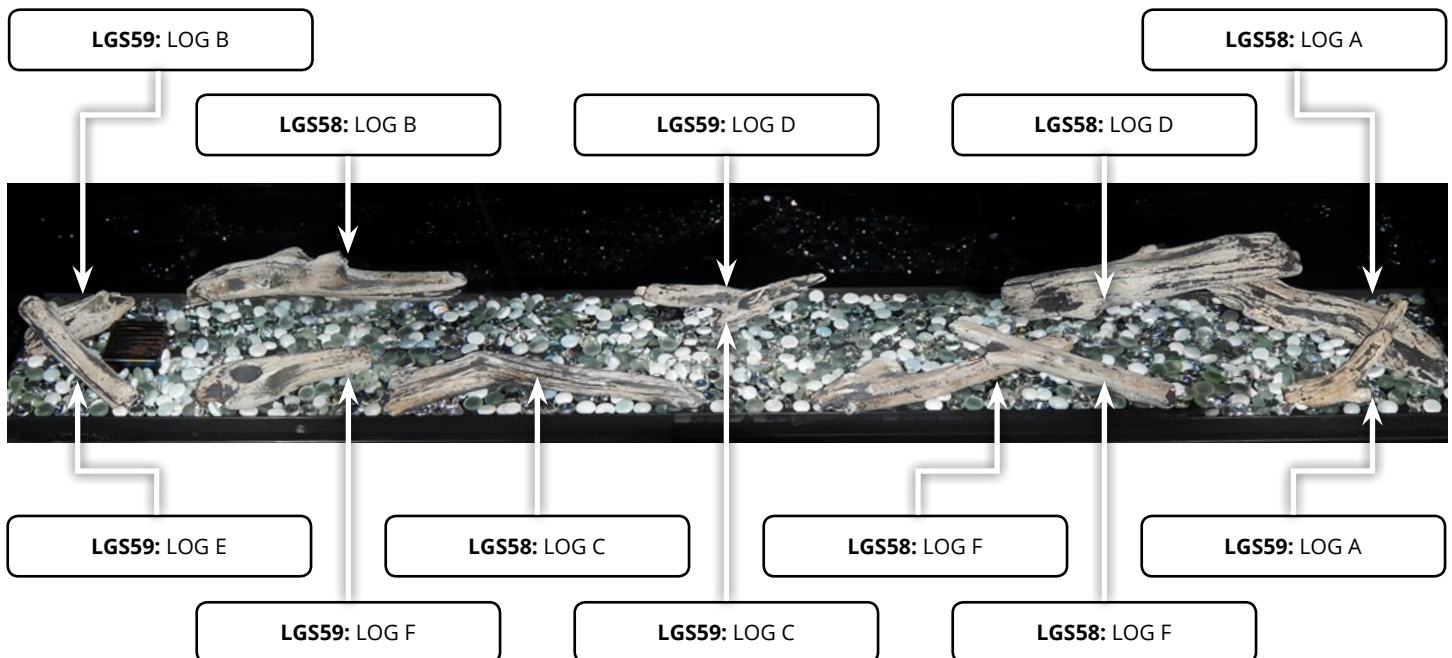 LGS59: LOG B
LGS58: LOG A
LGS58: LOG B
LGS59: LOG D
LGS58: LOG D
LGS59: LOG E
LGS58: LOG C
LGS58: LOG F
LGS59: LOG A
LGS59: LOG F
LGS59: LOG C
LGS58: LOG F